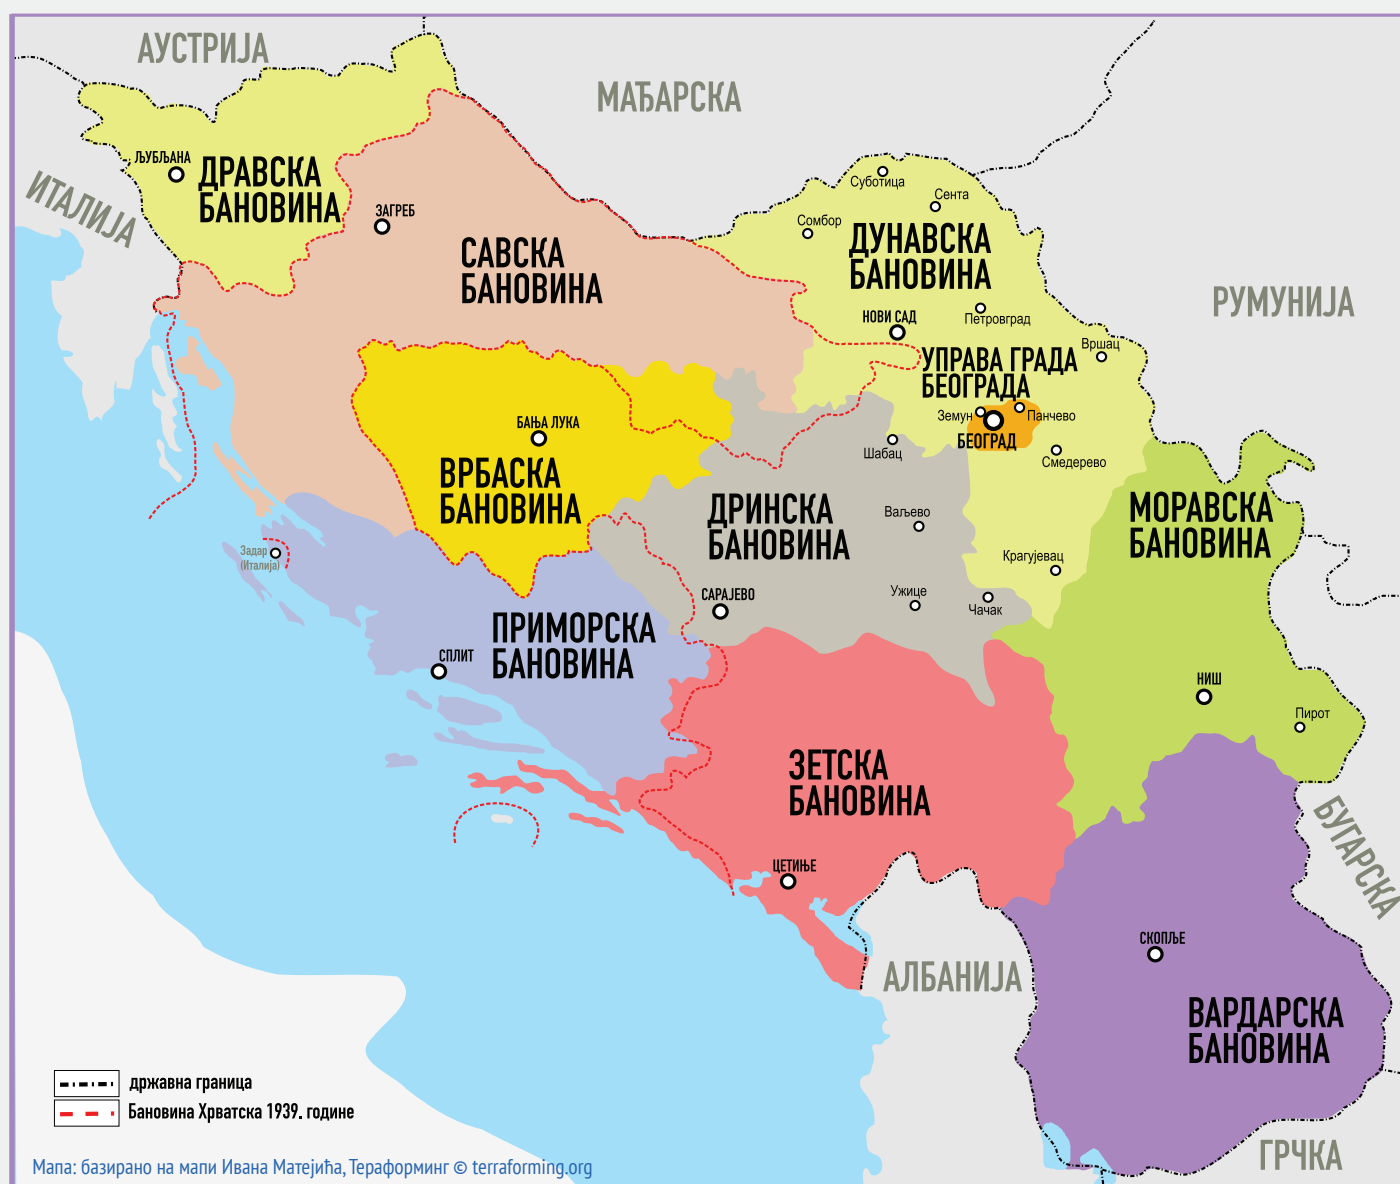 АУСТРИЈА
МАЂАРСКА
ИТАЛИЈА
ЉУБЉАНА
ДРАВСКА
БАНОВИНА
ЗАГРЕБ
САВСКА
БАНОВИНА
Суботица
Сента
Сомбор
ДУНАВСКА
БАНОВИНА
НОВИ САД
Петровград
РУМУНИЈА
Вршац
УПРАВА ГРАДА
БЕОГРАДА
Земун
Панчево
БЕОГРАД
Шабац
Смедерево
БАЊА ЛУКА
ВРБАСКА
БАНОВИНА
ДРИНСКА
БАНОВИНА
Ваљево
МОРАВСКА
БАНОВИНА
Задар
(Италија)
Крагујевац
САРАЈЕВО
Ужице
Чачак
ПРИМОРСКА
БАНОВИНА
СПЛИТ
НИШ
Пирот
ЗЕТСКА
БАНОВИНА
БУГАРСКА
ЦЕТИЊЕ
СКОПЉЕ
АЛБАНИЈА
ВАРДАРСКА
БАНОВИНА
ГРЧКА
државна граница
Бановина Хрватска 1939. године
Мапа: базирано на мапи Ивана Матејића, Тераформинг © terraforming.org